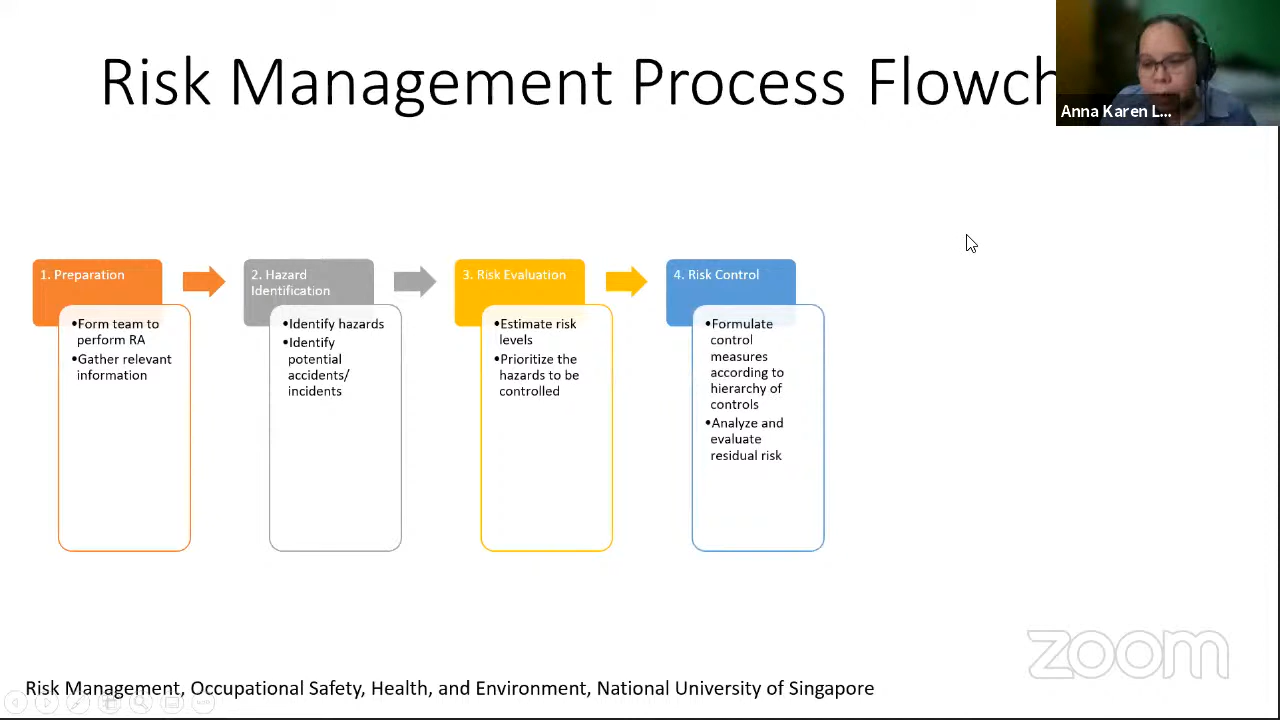 Risk Management Process Flowch
Anna Karen L...
1. Preparation
•Form team to
perform RA
•Gather relevant
information
2. Hazard
Identification
•Identify hazards
•Identify
potential
accidents/
incidents
3. Risk Evaluation
•Estimate risk
levels
•Prioritize the
hazards to be
controlled
4. Risk Control
•Formulate
control
measures
according to
hierarchy of
controls
•Analyze and
evaluate
residual risk
zoom
Risk Management, Occupational Safety, Health, and Environment, National University of Singapore